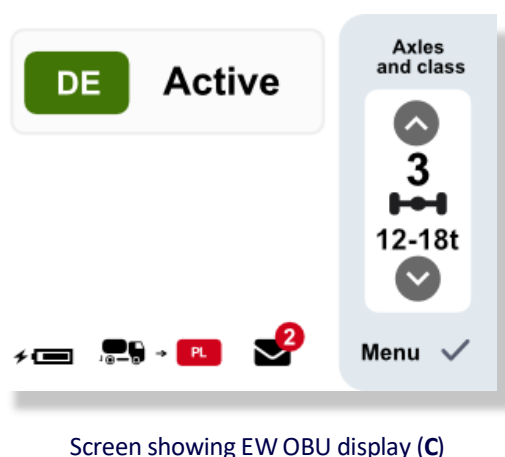 DE Active
Axles
and class
3
12-18t
PL
2
Menu
Screen showing EW OBU display (C)